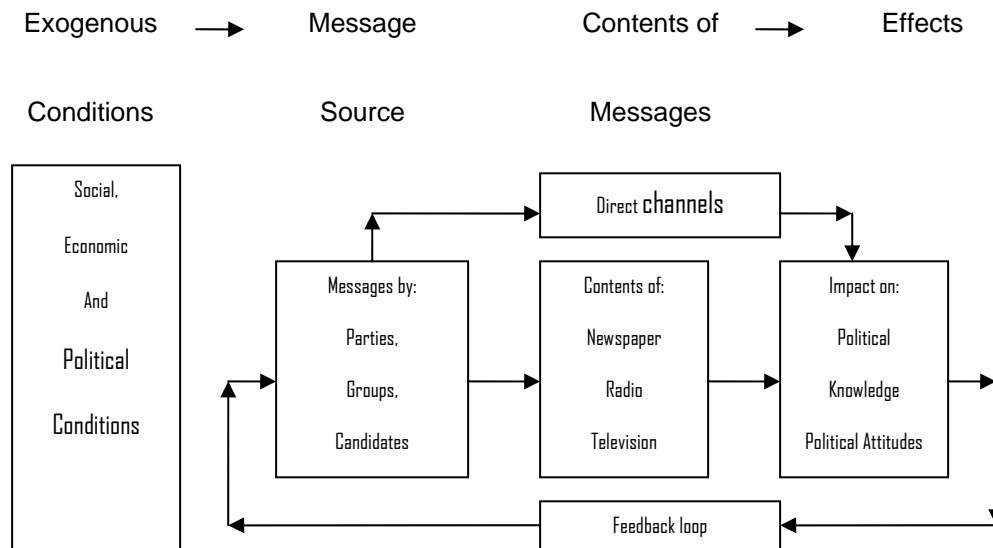 Exogenous Message Contents of Effects
Conditions Source Messages
Social,
Economic
And
Political
Conditions
Direct channels
Messages by:
Parties,
Groups,
Candidates
Contents of:
Newspaper
Radio
Television
Impact on:
Political
Knowledge
Political Attitudes
Feedback loop